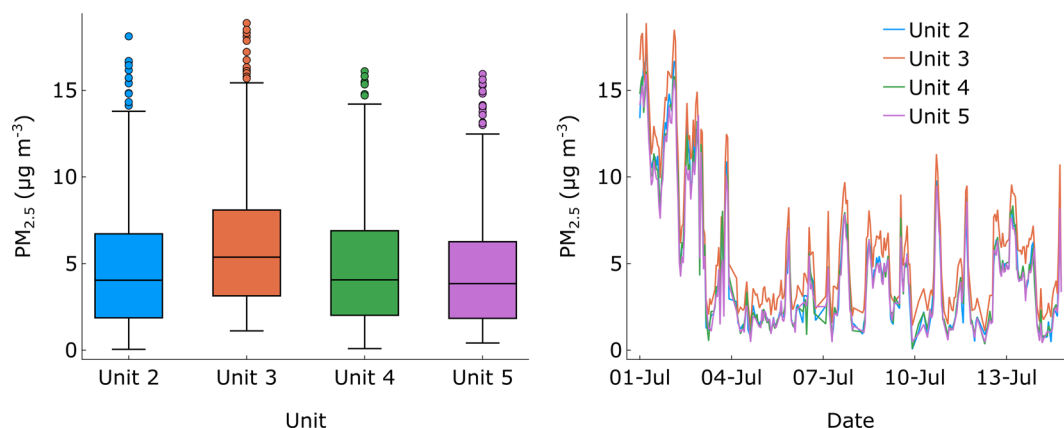 PM2.5 (µg m-3)
15
10
5
0
Unit 2
Unit 3
Unit 4
Unit 5
Unit
PM2.5 (µg m-3)
15
10
5
0
Unit 2
Unit 3
Unit 4
Unit 5
01-Jul
04-Jul
07-Jul
10-Jul
13-Jul
Date